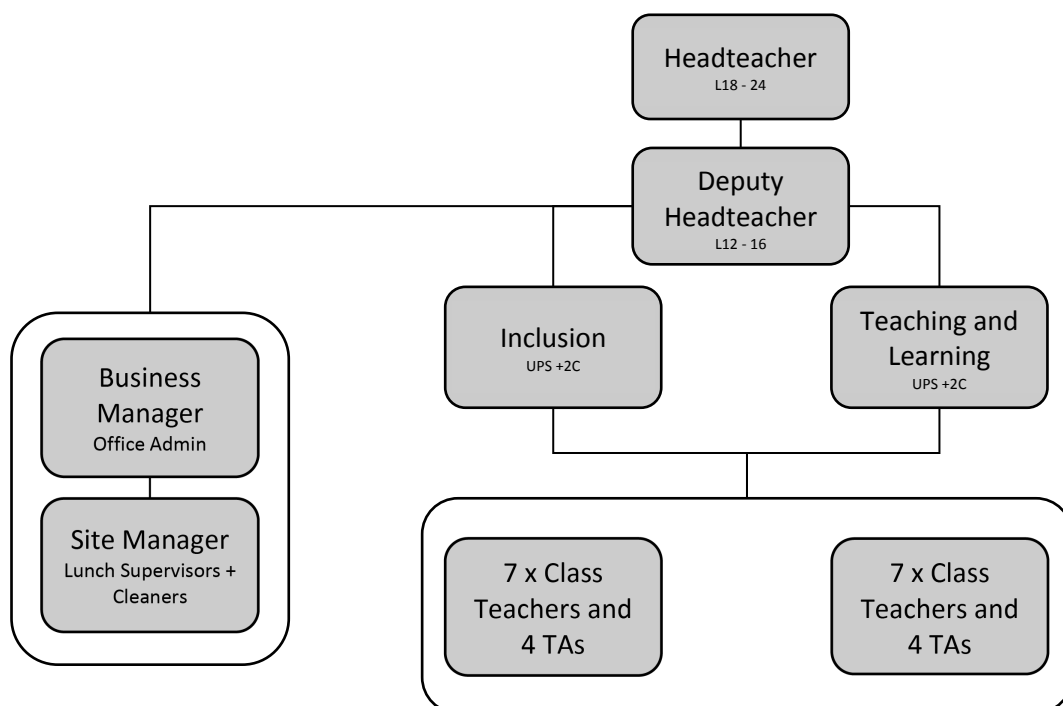 Headteacher
L18 - 24
Deputy
Headteacher
L12 - 16
Inclusion
UPS +2C
Teaching and
Learning
UPS +2C
Business
Manager
Office Admin
Site Manager
Lunch Supervisors +
Cleaners
7 x Class
Teachers and
4 TAs
7 x Class
Teachers and
4 TAs